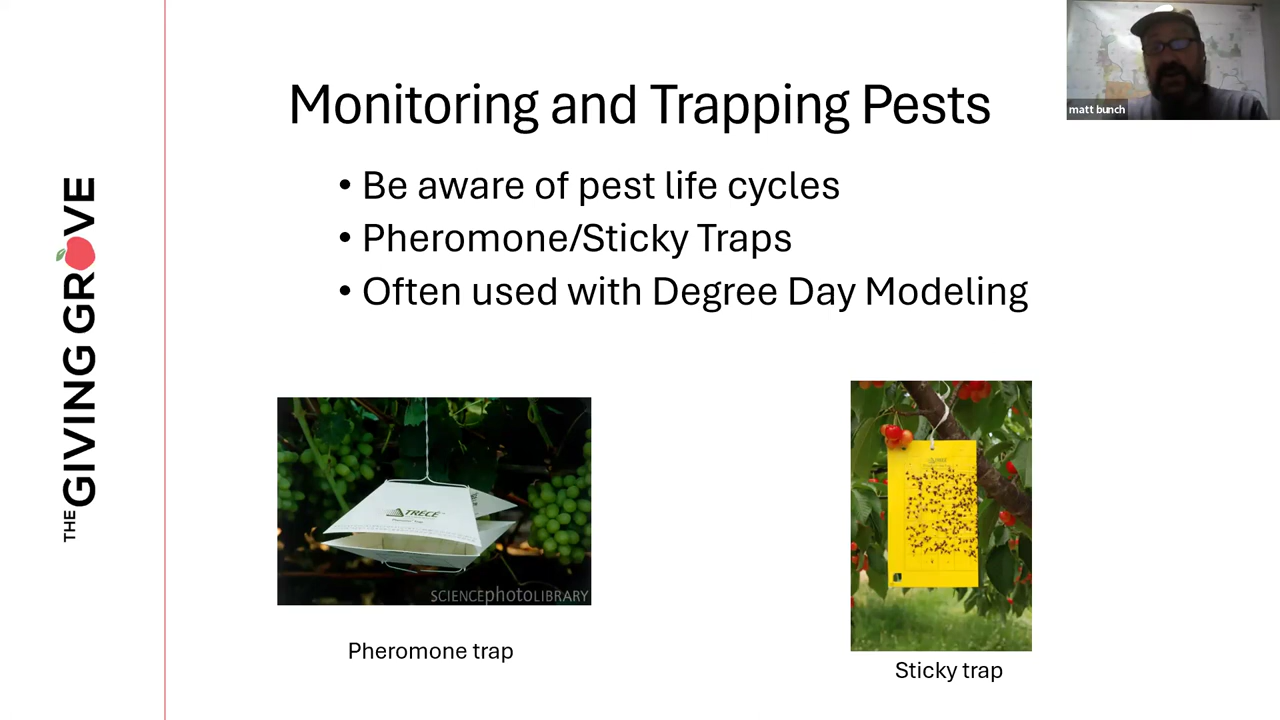 Monitoring and Trapping Pests
matt bunch
• Be aware of pest life cycles
• Pheromone/Sticky Traps
• Often used with Degree Day Modeling
THE GIVING GROVE
TRÉCÉ
SCIENCEphotoLIBRARY
Pheromone trap
Sticky trap